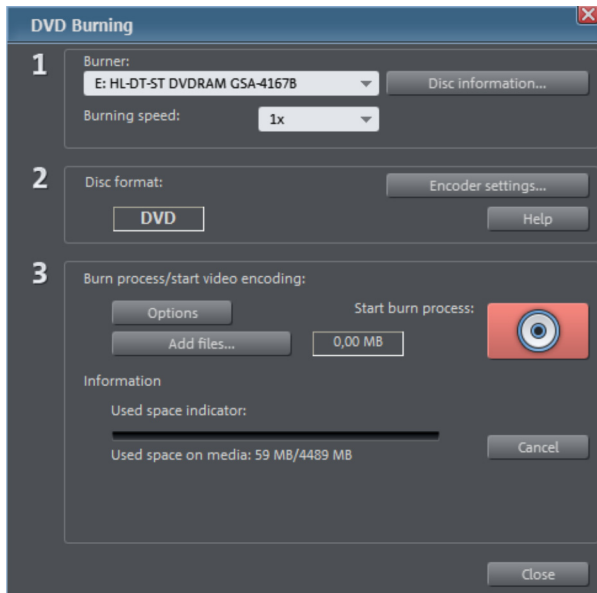 DVD Burning
1
Burner:
E: HL-DT-ST DVDRAM GSA-4167B
Disc information...
Burning speed:
1x
2
Disc format:
Encoder settings...
DVD
Help
3
Burn process/start video encoding:
Options
Start burn process:
Add files...
0,00 MB
Information
Used space indicator:
Used space on media: 59 MB/4489 MB
Cancel
Close